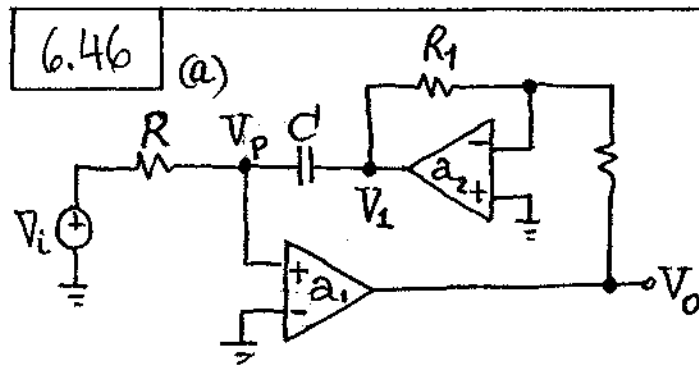 6.46
(a)
R₁
R
Vₚ
C
a₂
-
+
V₁
Vᵢ
+
a₁
+
-
Vₒ